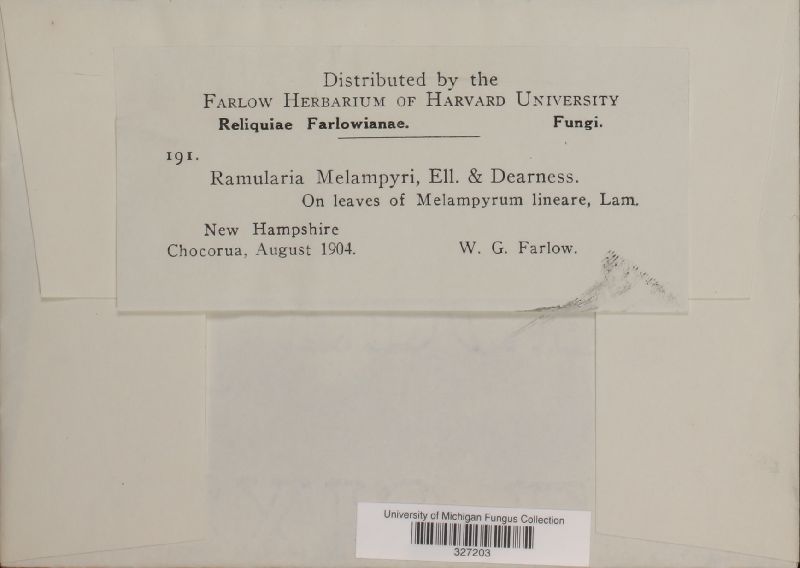 Distributed by the
FARLOW HERBARIUM OF HARVARD UNIVERSITY
Reliquiae Farlowianae. Fungi.
191.
Ramularia Melampyri, Ell. & Dearness.
On leaves of Melampyrum lineare, Lam.
New Hampshire
Chocorua, August 1904. W. G. Farlow.
University of Michigan Fungus Collection
327203